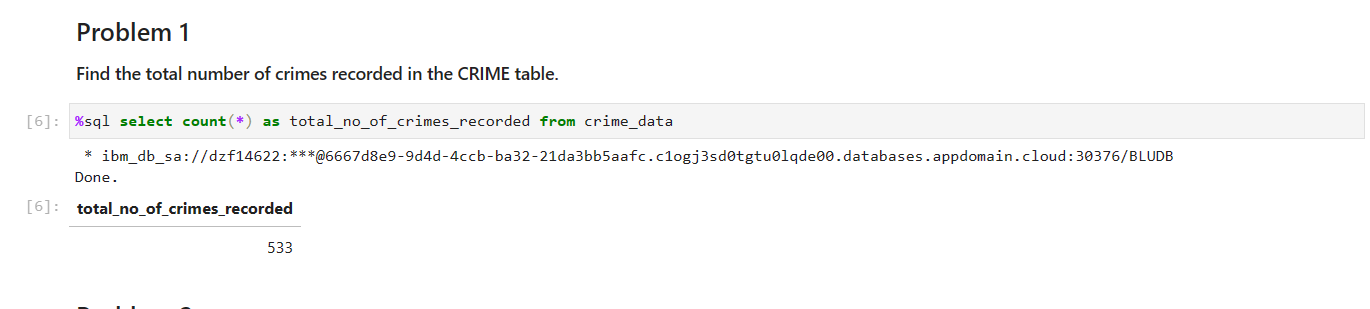 Problem 1
Find the total number of crimes recorded in the CRIME table.
[6]: %sql select count(*) as total_no_of_crimes_recorded from crime_data
* ibm_db_sa://dzf14622:***@6667d8e9-9d4d-4ccb-ba32-21da3bb5aafc.c1ogj3sd0tgtu0lqde00.databases.appdomain.cloud:30376/BLUDB
Done.
[6]: total_no_of_crimes_recorded
533